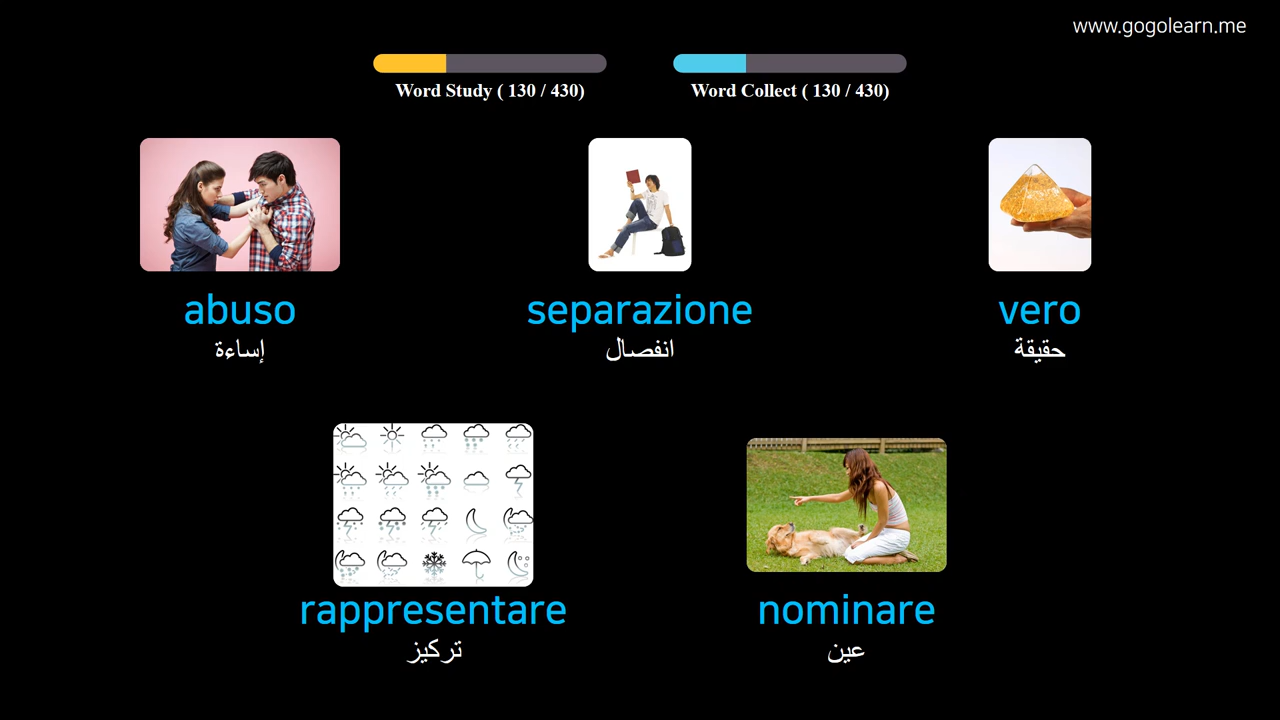 www.gogolearn.me
Word Study ( 130 / 430)
Word Collect ( 130 / 430)
abuso
إساءة
separazione
انفصال
vero
حقيقة
rappresentare
تركيز
nominare
عين